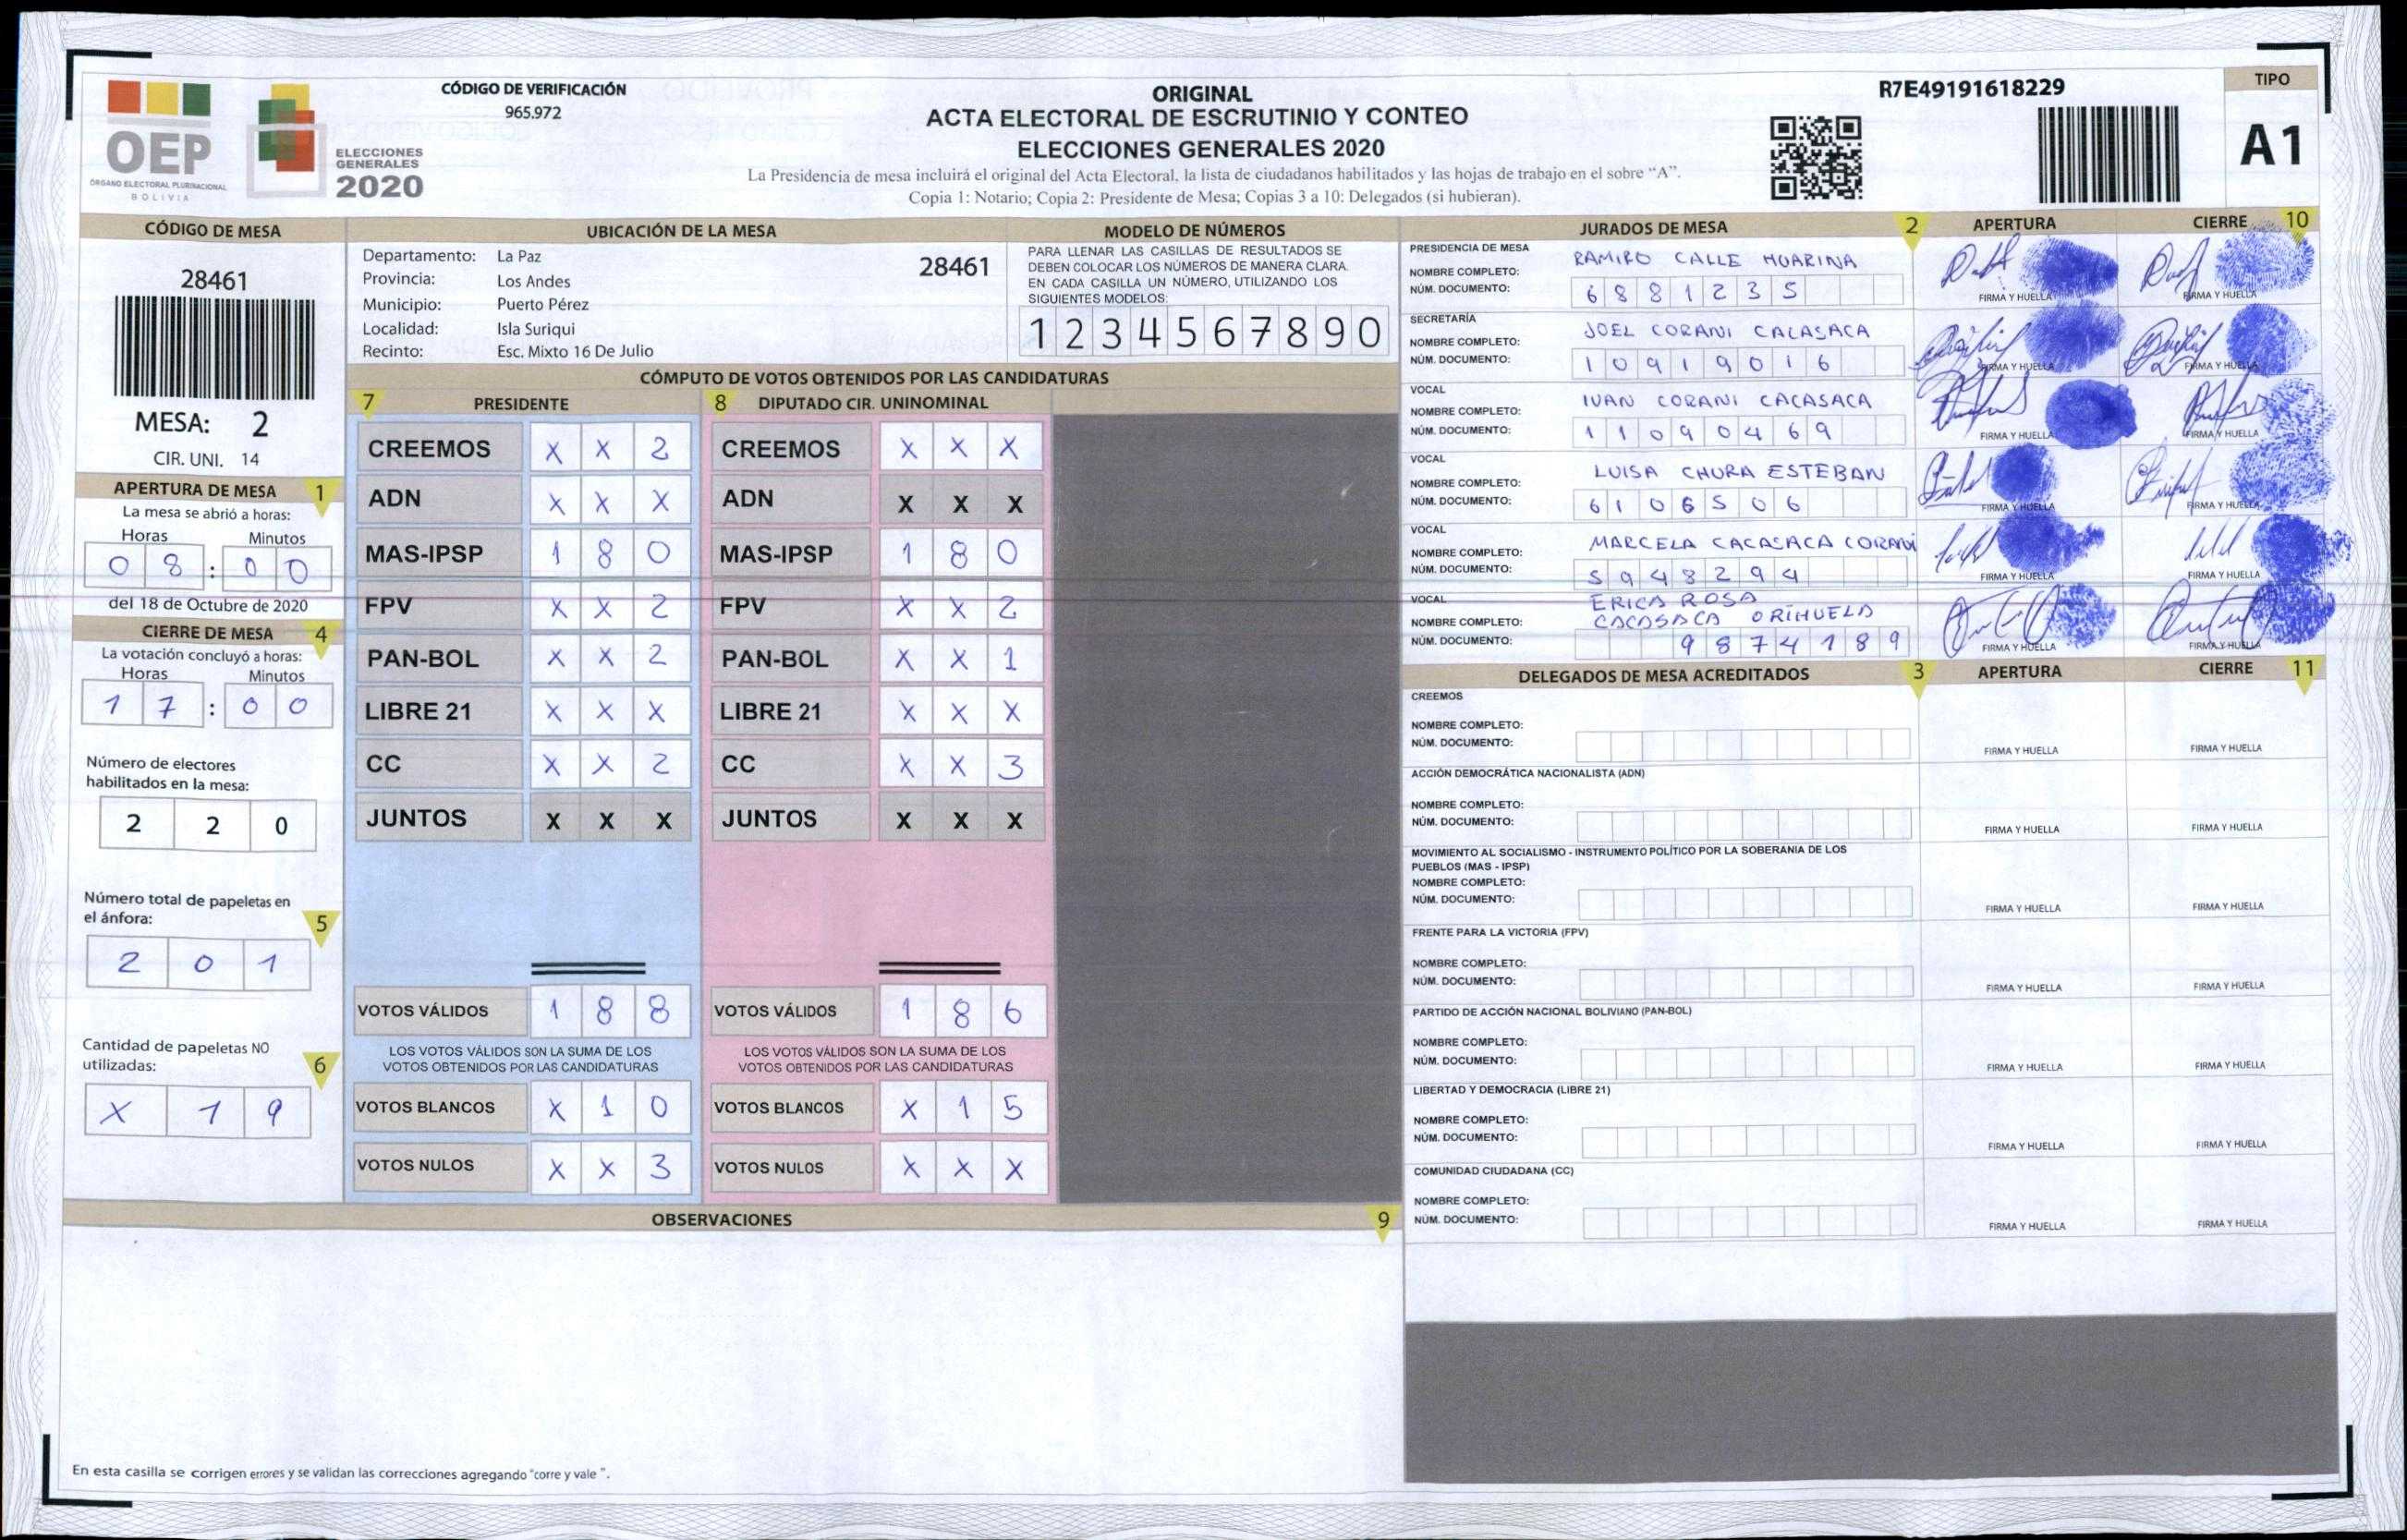 OEP
ÓRGANO ELECTORAL PLURINACIONAL
BOLIVIA
ELECCIONES
GENERALES
2020
CÓDIGO DE VERIFICACIÓN
965.972
ORIGINAL
ACTA ELECTORAL DE ESCRUTINIO Y CONTEO
ELECCIONES GENERALES 2020
La Presidencia de mesa incluirá el original del Acta Electoral, la lista de ciudadanos habilitados y las hojas de trabajo en el sobre “A”.
Copia 1: Notario; Copia 2: Presidente de Mesa; Copias 3 a 10: Delegados (si hubieran).
R7E49191618229
TIPO
A1
CÓDIGO DE MESA
28461
MESA: 2
CIR. UNI. 14
APERTURA DE MESA 1
La mesa se abrió a horas:
Horas Minutos
0 8 : 0 0
del 18 de Octubre de 2020
CIERRE DE MESA 4
La votación concluyó a horas:
Horas Minutos
1 7 : 0 0
Número de electores
habilitados en la mesa:
2 2 0
Número total de papeletas en
el ánfora: 5
2 0 1
Cantidad de papeletas NO
utilizadas: 6
X 1 9
UBICACIÓN DE LA MESA
Departamento: La Paz 28461
Provincia: Los Andes
Municipio: Puerto Pérez
Localidad: Isla Suriqui
Recinto: Esc. Mixto 16 De Julio
MODELO DE NÚMEROS
PARA LLENAR LAS CASILLAS DE RESULTADOS SE
DEBEN COLOCAR LOS NÚMEROS DE MANERA CLARA.
EN CADA CASILLA UN NÚMERO, UTILIZANDO LOS
SIGUIENTES MODELOS:
1 2 3 4 5 6 7 8 9 0
CÓMPUTO DE VOTOS OBTENIDOS POR LAS CANDIDATURAS
7 PRESIDENTE 8 DIPUTADO CIR. UNINOMINAL
CREEMOS X X 2 CREEMOS X X X
ADN X X X ADN X X X
MAS-IPSP 1 8 0 MAS-IPSP 1 8 0
FPV X X 2 FPV X X 2
PAN-BOL X X 2 PAN-BOL X X 1
LIBRE 21 X X X LIBRE 21 X X X
CC X X 2 CC X X 3
JUNTOS X X X JUNTOS X X X
VOTOS VÁLIDOS 1 8 8 VOTOS VÁLIDOS 1 8 6
LOS VOTOS VÁLIDOS SON LA SUMA DE LOS LOS VOTOS VÁLIDOS SON LA SUMA DE LOS
VOTOS OBTENIDOS POR LAS CANDIDATURAS VOTOS OBTENIDOS POR LAS CANDIDATURAS
VOTOS BLANCOS X 1 0 VOTOS BLANCOS X 1 5
VOTOS NULOS X X 3 VOTOS NULOS X X X
OBSERVACIONES 9
En esta casilla se corrigen errores y se validan las correcciones agregando "corre y vale ".
JURADOS DE MESA 2 APERTURA CIERRE 10
PRESIDENCIA DE MESA
NOMBRE COMPLETO: RAMIRO CALLE HUARINA
NÚM. DOCUMENTO: 6 8 8 1 2 3 5 FIRMA Y HUELLA FIRMA Y HUELLA
SECRETARÍA
NOMBRE COMPLETO: JOEL CORANI CACASACA
NÚM. DOCUMENTO: 1 0 9 1 9 0 1 6 FIRMA Y HUELLA FIRMA Y HUELLA
VOCAL
NOMBRE COMPLETO: IVAN CORANI CACASACA
NÚM. DOCUMENTO: 1 1 0 9 0 4 6 9 FIRMA Y HUELLA FIRMA Y HUELLA
VOCAL
NOMBRE COMPLETO: LUISA CHURA ESTEBAN
NÚM. DOCUMENTO: 6 1 0 6 5 0 6 FIRMA Y HUELLA FIRMA Y HUELLA
VOCAL
NOMBRE COMPLETO: MARCELA CACASACA CORANI
NÚM. DOCUMENTO: 5 9 4 8 2 9 4 FIRMA Y HUELLA FIRMA Y HUELLA
VOCAL ERICA ROSA
NOMBRE COMPLETO: CACASACA ORIHUELA
NÚM. DOCUMENTO: 9 8 7 4 1 8 9 FIRMA Y HUELLA FIRMA Y HUELLA
DELEGADOS DE MESA ACREDITADOS 3 APERTURA CIERRE 11
CREEMOS
NOMBRE COMPLETO:
NÚM. DOCUMENTO: FIRMA Y HUELLA FIRMA Y HUELLA
ACCIÓN DEMOCRÁTICA NACIONALISTA (ADN)
NOMBRE COMPLETO:
NÚM. DOCUMENTO: FIRMA Y HUELLA FIRMA Y HUELLA
MOVIMIENTO AL SOCIALISMO - INSTRUMENTO POLÍTICO POR LA SOBERANIA DE LOS
PUEBLOS (MAS - IPSP)
NOMBRE COMPLETO:
NÚM. DOCUMENTO: FIRMA Y HUELLA FIRMA Y HUELLA
FRENTE PARA LA VICTORIA (FPV)
NOMBRE COMPLETO:
NÚM. DOCUMENTO: FIRMA Y HUELLA FIRMA Y HUELLA
PARTIDO DE ACCIÓN NACIONAL BOLIVIANO (PAN-BOL)
NOMBRE COMPLETO:
NÚM. DOCUMENTO: FIRMA Y HUELLA FIRMA Y HUELLA
LIBERTAD Y DEMOCRACIA (LIBRE 21)
NOMBRE COMPLETO:
NÚM. DOCUMENTO: FIRMA Y HUELLA FIRMA Y HUELLA
COMUNIDAD CIUDADANA (CC)
NOMBRE COMPLETO:
NÚM. DOCUMENTO: FIRMA Y HUELLA FIRMA Y HUELLA